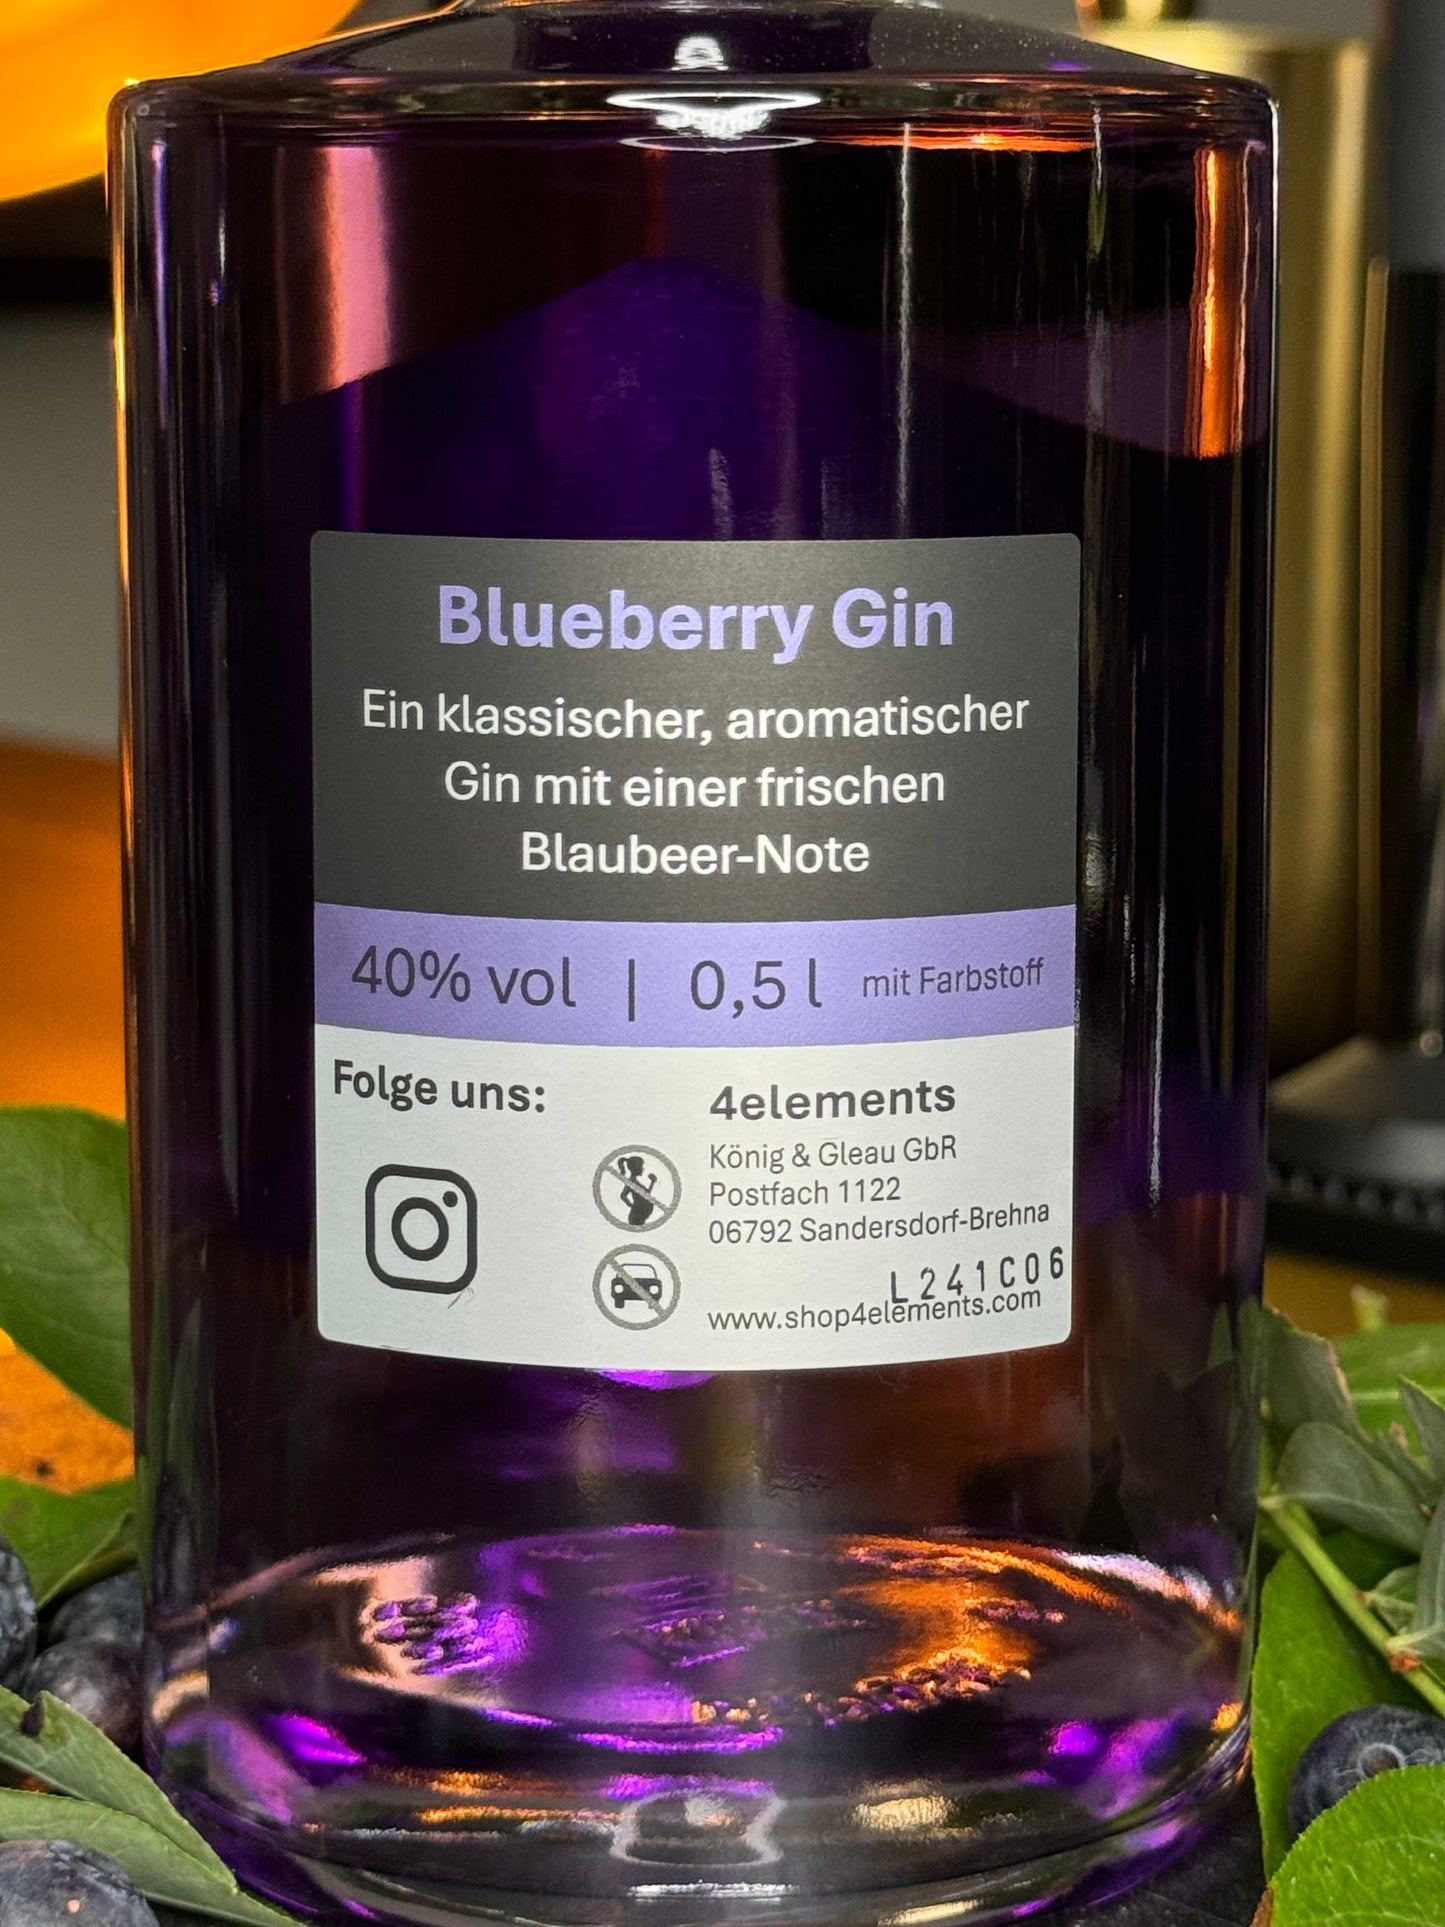 Blueberry Gin
Ein klassischer, aromatischer
Gin mit einer frischen
Blaubeer-Note
40% vol | 0,5 l mit Farbstoff
Folge uns:
4elements
König & Gleau GbR
Postfach 1122
06792 Sandersdorf-Brehna
L241C06
www.shop4elements.com